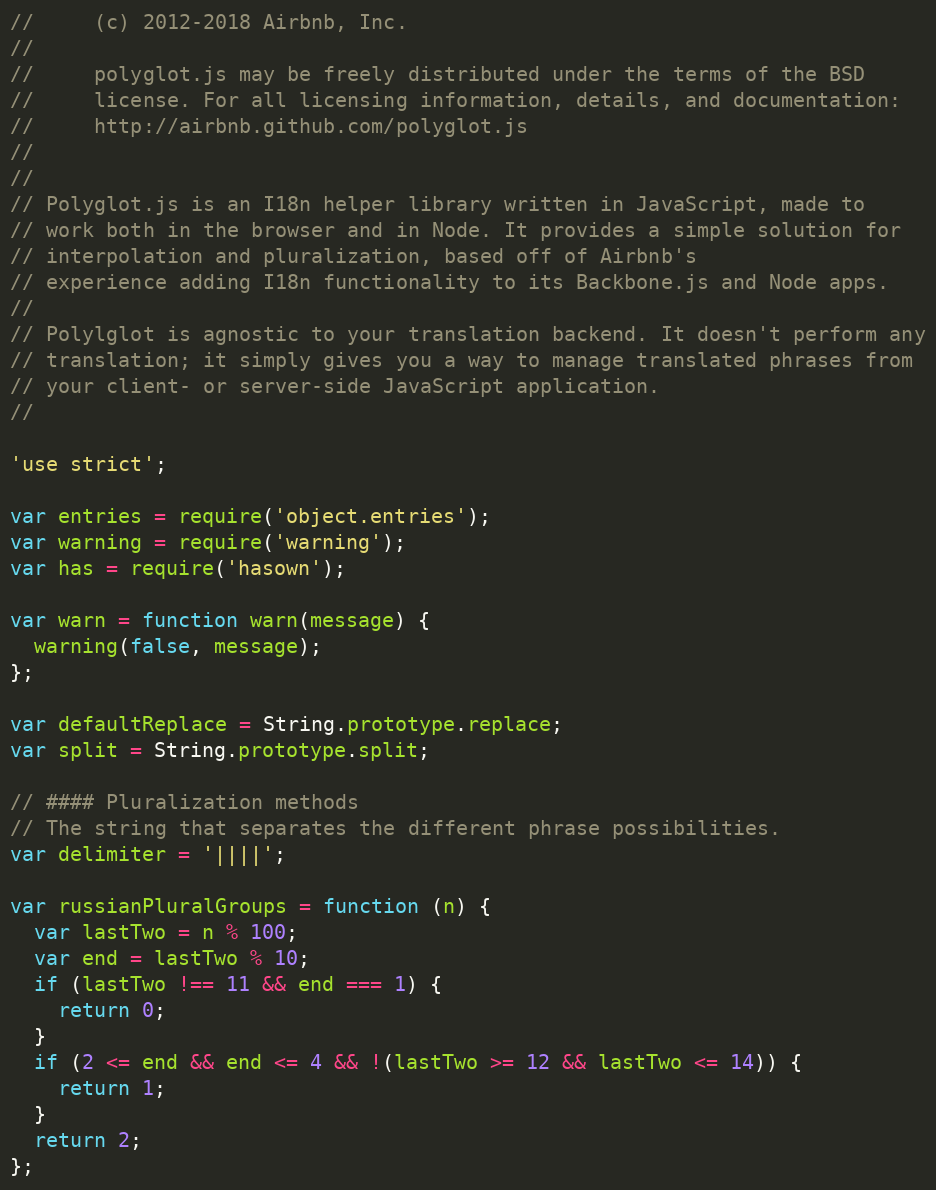 //     (c) 2012-2018 Airbnb, Inc.
//
//     polyglot.js may be freely distributed under the terms of the BSD
//     license. For all licensing information, details, and documentation:
//     http://airbnb.github.com/polyglot.js
//
//
// Polyglot.js is an I18n helper library written in JavaScript, made to
// work both in the browser and in Node. It provides a simple solution for
// interpolation and pluralization, based off of Airbnb's
// experience adding I18n functionality to its Backbone.js and Node apps.
//
// Polylglot is agnostic to your translation backend. It doesn't perform any
// translation; it simply gives you a way to manage translated phrases from
// your client- or server-side JavaScript application.
//

'use strict';

var entries = require('object.entries');
var warning = require('warning');
var has = require('hasown');

var warn = function warn(message) {
  warning(false, message);
};

var defaultReplace = String.prototype.replace;
var split = String.prototype.split;

// #### Pluralization methods
// The string that separates the different phrase possibilities.
var delimiter = '||||';

var russianPluralGroups = function (n) {
  var lastTwo = n % 100;
  var end = lastTwo % 10;
  if (lastTwo !== 11 && end === 1) {
    return 0;
  }
  if (2 <= end && end <= 4 && !(lastTwo >= 12 && lastTwo <= 14)) {
    return 1;
  }
  return 2;
};